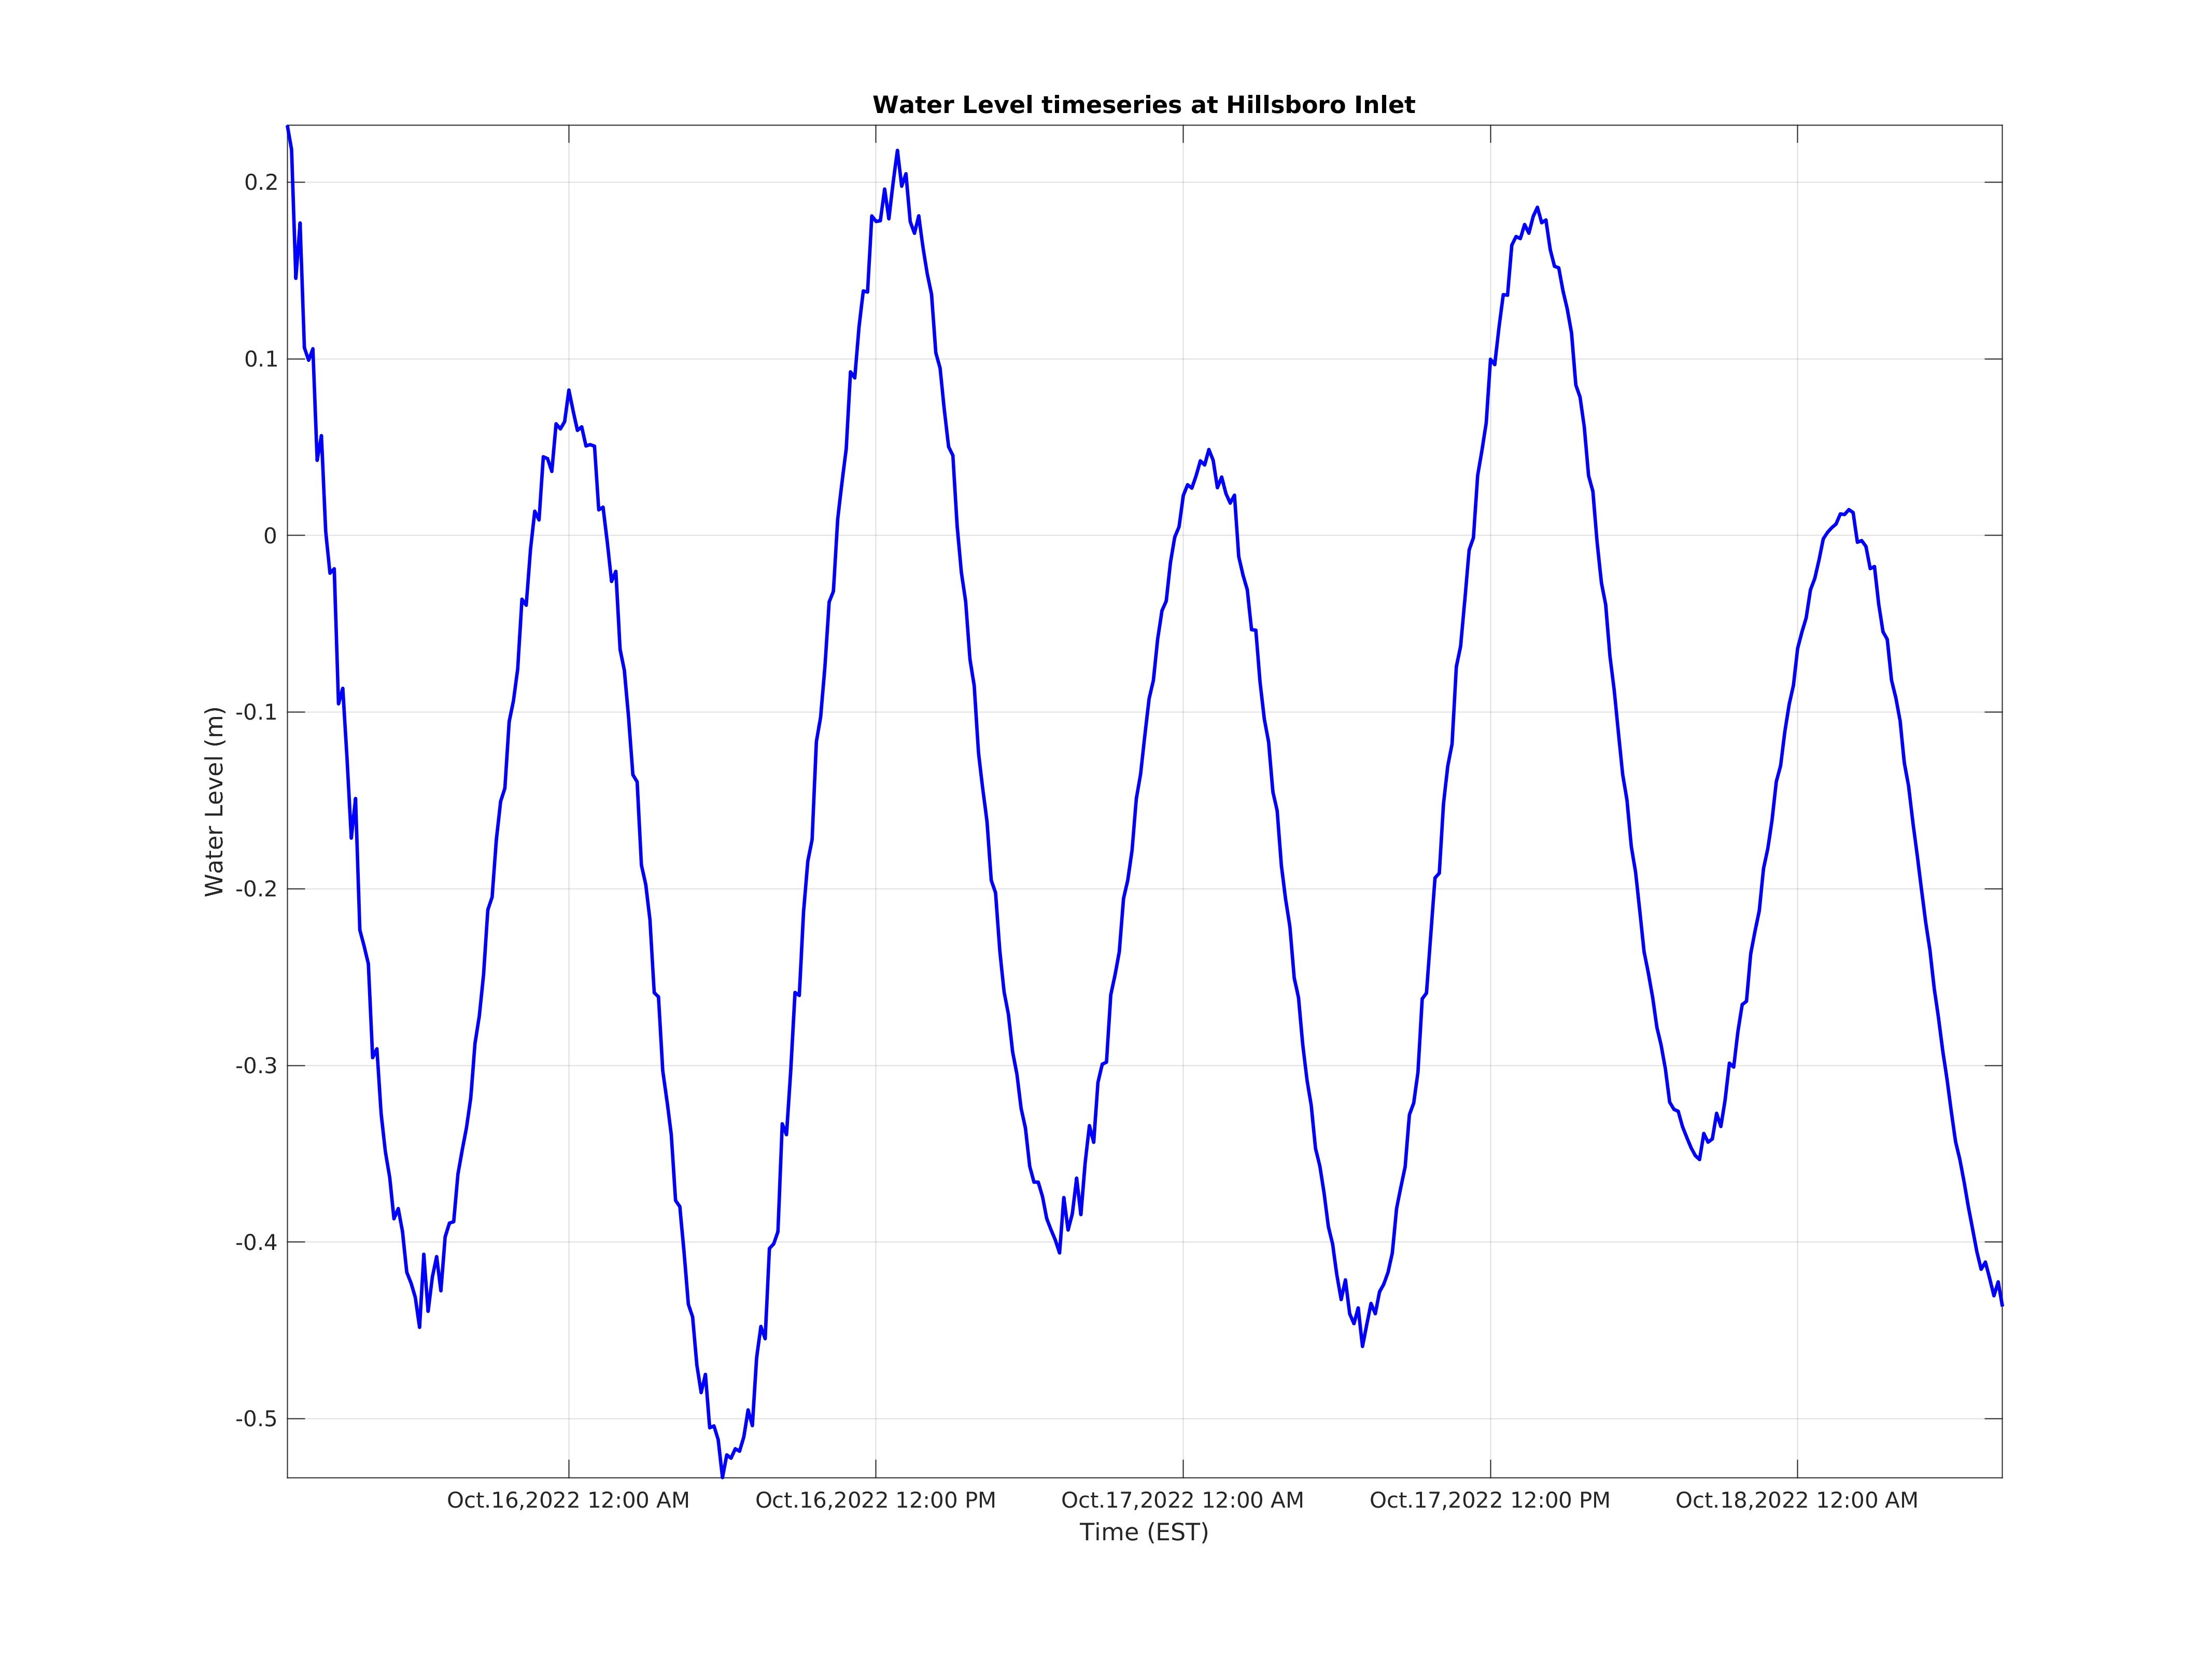 Water Level timeseries at Hillsboro Inlet
0.2
0.1
0
-0.1
-0.2
-0.3
-0.4
-0.5
Water Level (m)
Oct.16,2022 12:00 AM
Oct.16,2022 12:00 PM
Oct.17,2022 12:00 AM
Oct.17,2022 12:00 PM
Oct.18,2022 12:00 AM
Time (EST)